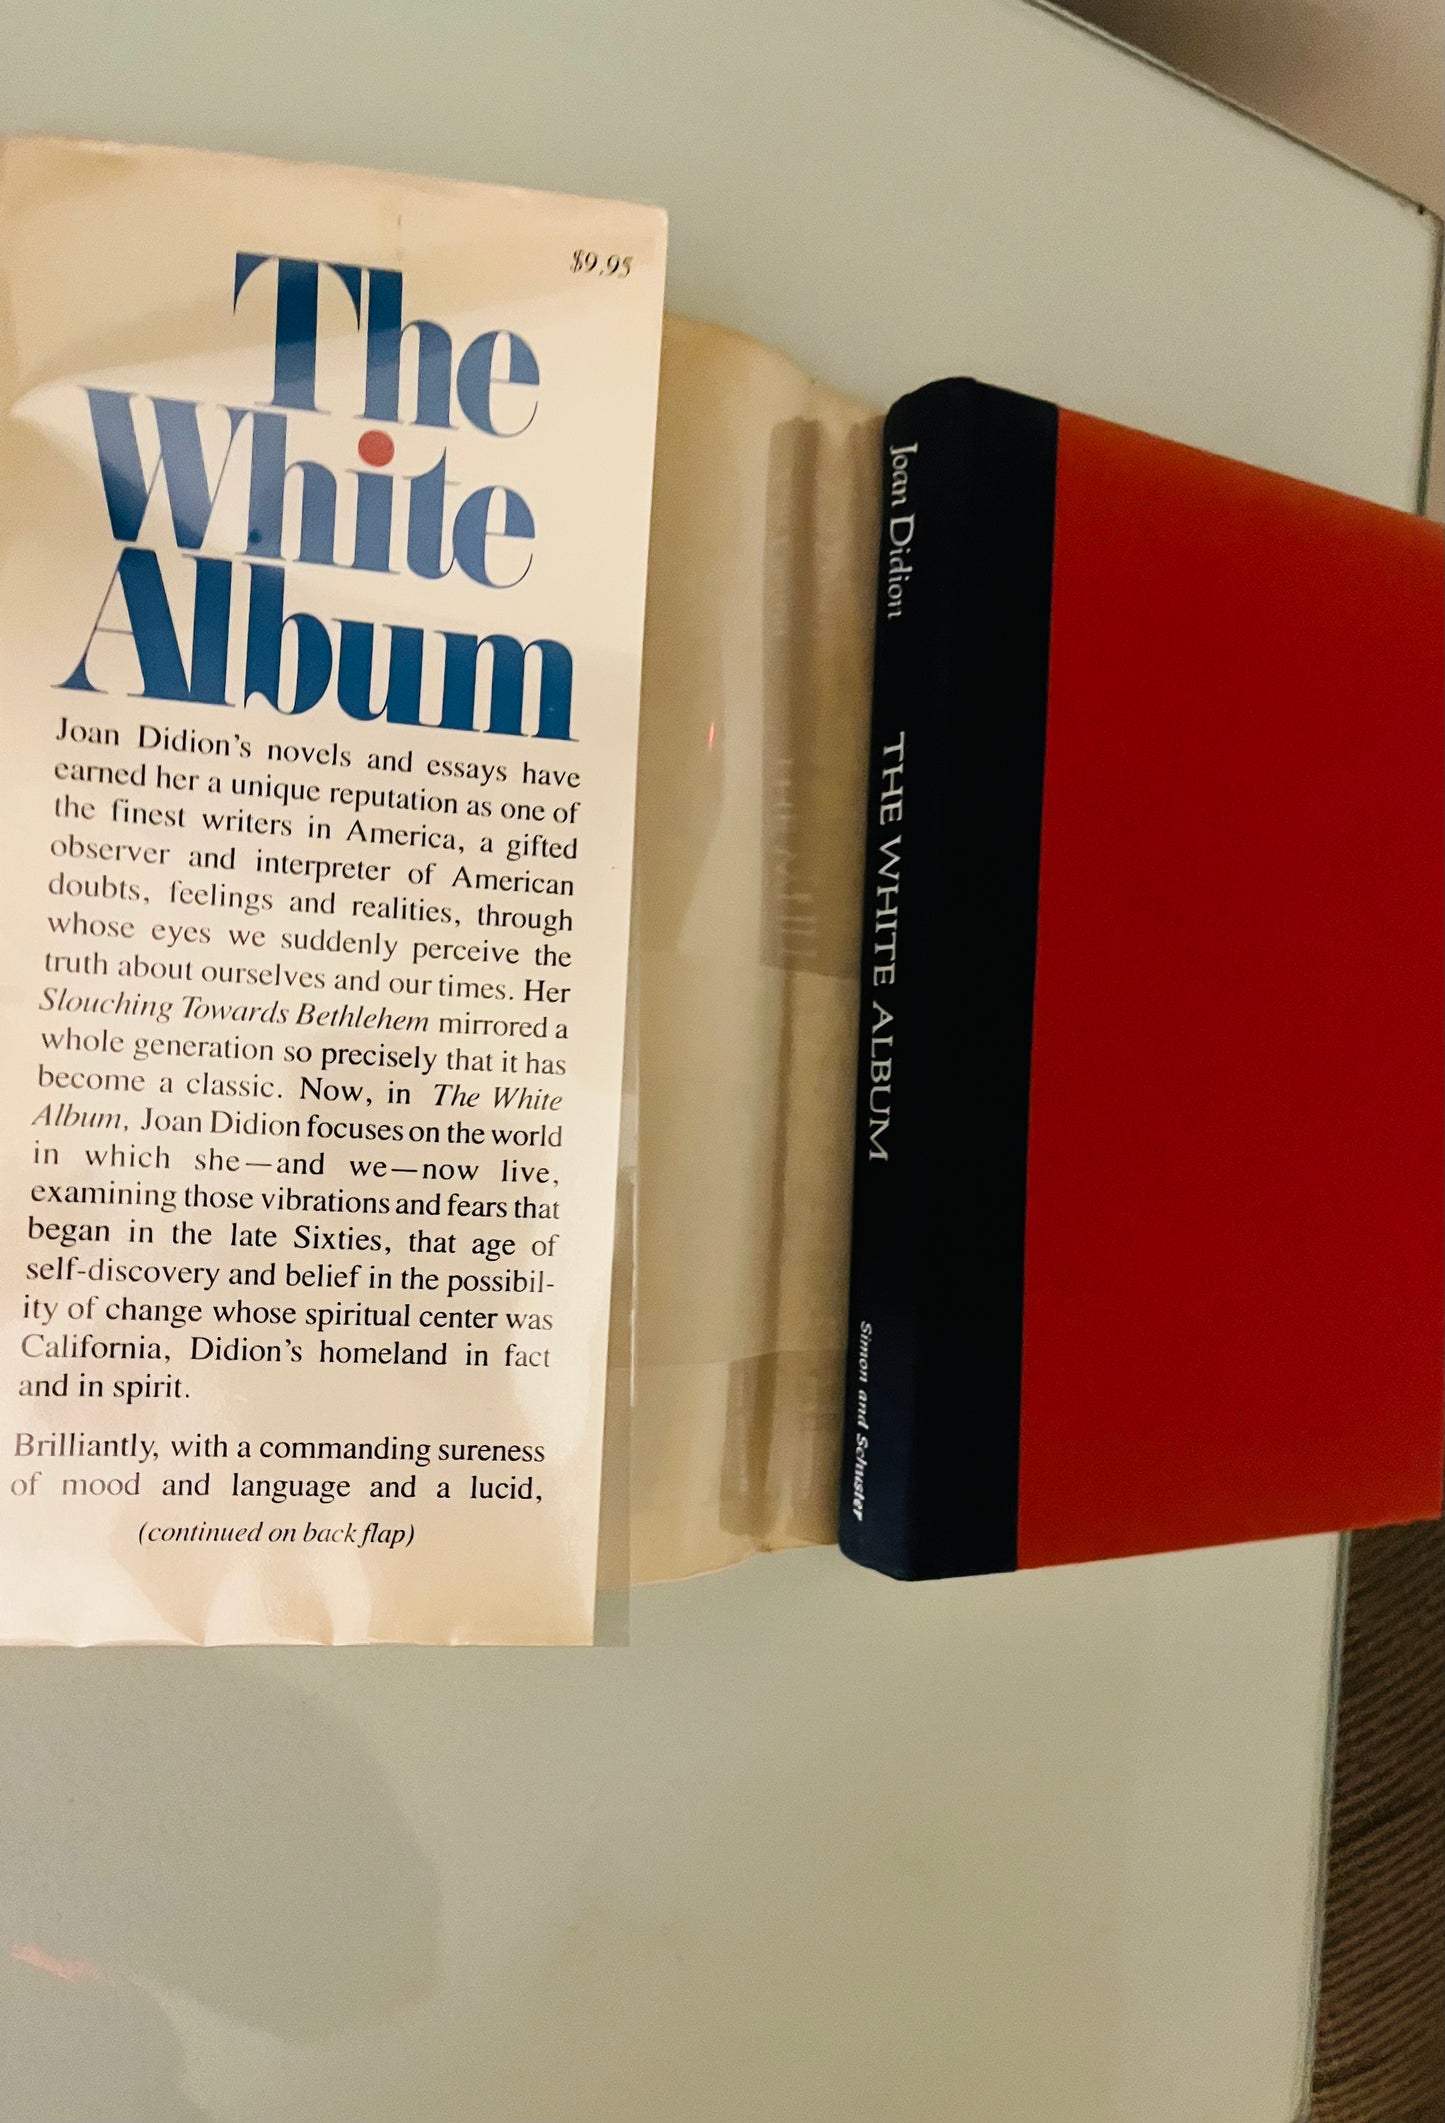 $9.95
The
White
Album
Joan Didion's novels and essays have
earned her a unique reputation as one of
the finest writers in America, a gifted
observer and interpreter of American
doubts, feelings and realities, through
whose eyes we suddenly perceive the
truth about ourselves and our times. Her
Slouching Towards Bethlehem mirrored a
whole generation so precisely that it has
become a classic. Now, in The White
Album, Joan Didion focuses on the world
in which she—and we—now live,
examining those vibrations and fears that
began in the late Sixties, that age of
self-discovery and belief in the possibil-
ity of change whose spiritual center was
California, Didion's homeland in fact
and in spirit.
Brilliantly, with a commanding sureness
of mood and language and a lucid,
(continued on back flap)
Joan Didion
THE WHITE ALBUM
Simon and Schuster